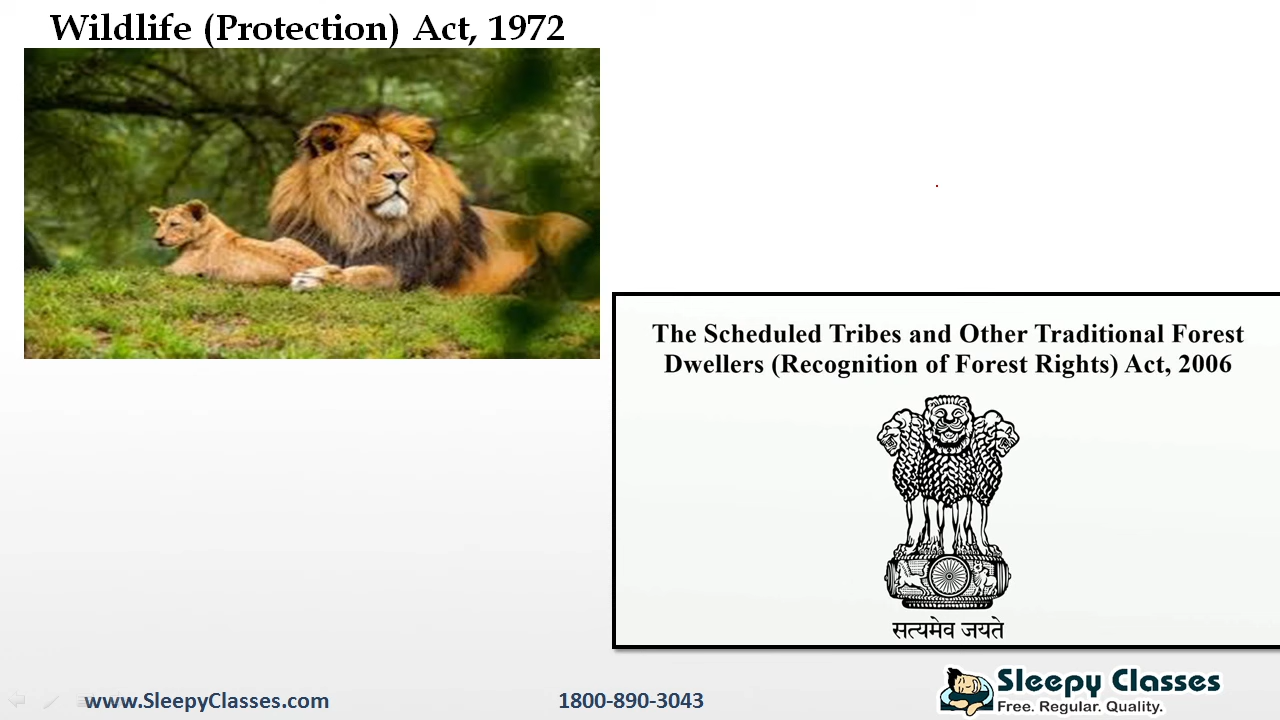 Wildlife (Protection) Act, 1972
The Scheduled Tribes and Other Traditional Forest
Dwellers (Recognition of Forest Rights) Act, 2006
सत्यमेव जयते
www.SleepyClasses.com
1800-890-3043
Sleepy Classes
Free. Regular. Quality.